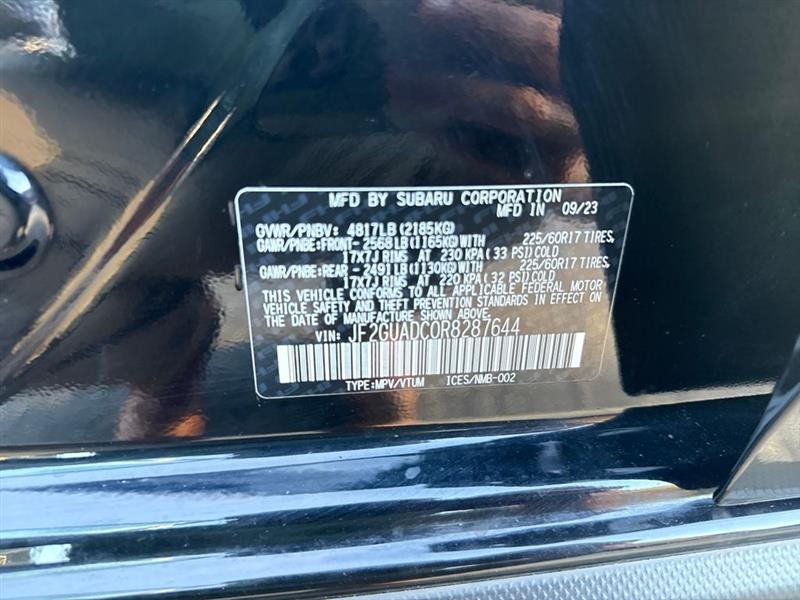 MFD BY SUBARU CORPORATION
MFD IN 09/23
GVWR/PNBV: 4817LB(2185KG)
GAWR/PNBE:FRONT-2568LB(1165KG)WITH 225/60R17 TIRES,
17X7J RIMS AT 230 KPA(33 PSI)COLD
GAWR/PNBE:REAR -2491LB(1130KG)WITH 225/60R17 TIRES,
17X7J RIMS AT 220 KPA(32 PSI)COLD
THIS VEHICLE CONFORMS TO ALL APPLICABLE FEDERAL MOTOR
VEHICLE SAFETY AND THEFT PREVENTION STANDARDS IN EFFECT ON
THE DATE OF MANUFACTURE SHOWN ABOVE.
VIN: JF2GUADC0R8287644
TYPE:MPV/VTUM ICES/NMB-002